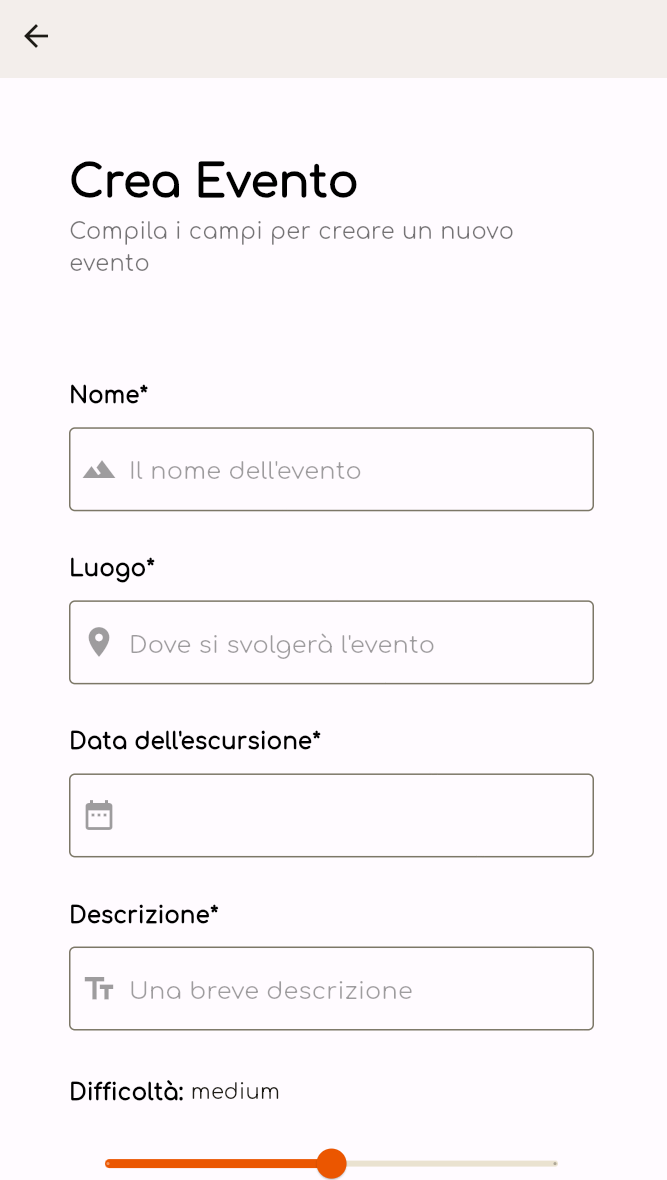 Crea Evento
Compila i campi per creare un nuovo
evento
Nome*
Il nome dell'evento
Luogo*
Dove si svolgerà l'evento
Data dell'escursione*
Descrizione*
Una breve descrizione
Difficoltà: medium